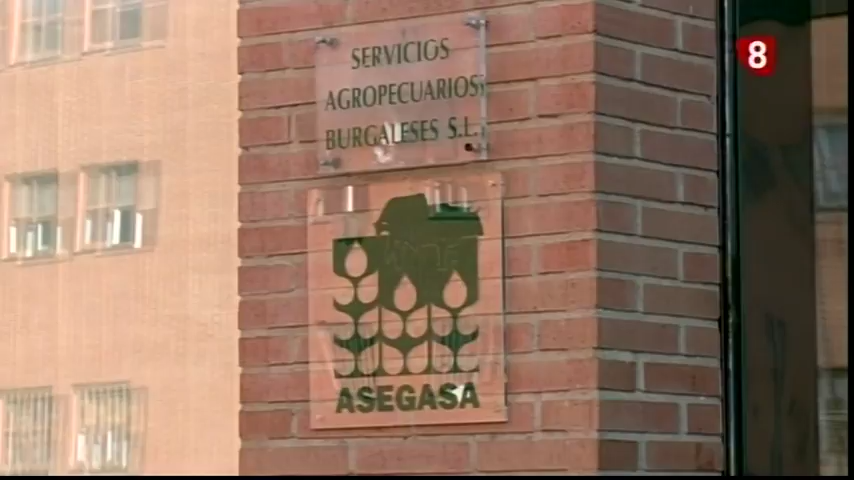 SERVICIOS
AGROPECUARIOS
BURGALESES S.L.
8
ASEGASA